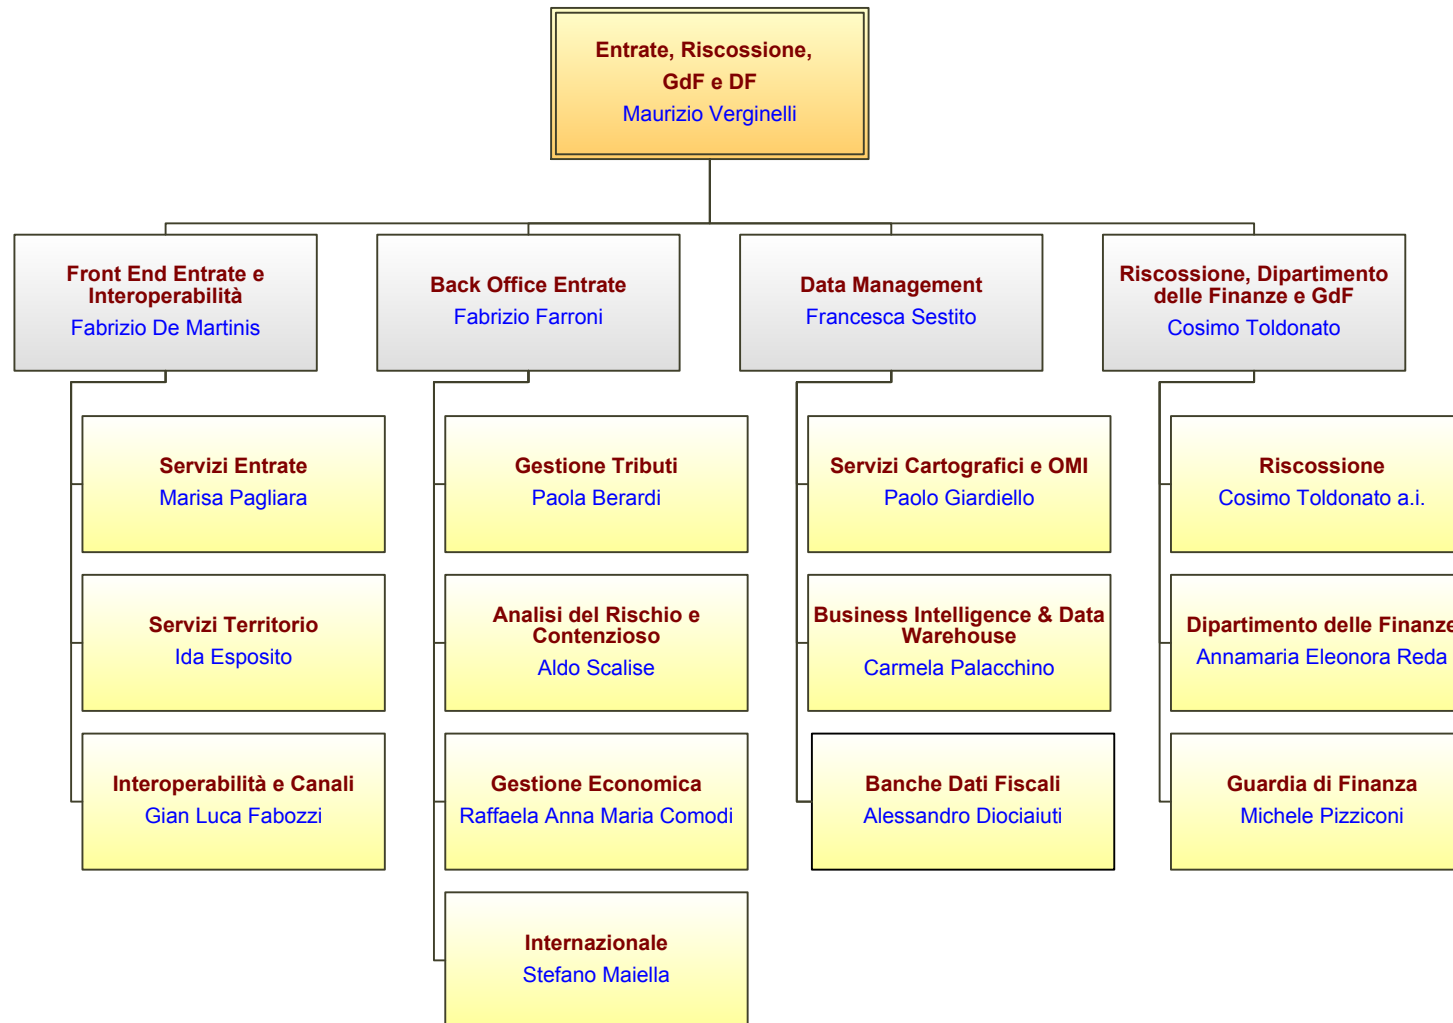 Entrate, Riscossione,
GdF e DF
Maurizio Verginelli
Front End Entrate e
Interoperabilità
Fabrizio De Martinis
Back Office Entrate
Fabrizio Farroni
Data Management
Francesca Sestito
Riscossione, Dipartimento
delle Finanze e GdF
Cosimo Toldonato
Servizi Entrate
Marisa Pagliara
Gestione Tributi
Paola Berardi
Servizi Cartografici e OMI
Paolo Giardiello
Riscossione
Cosimo Toldonato a.i.
Servizi Territorio
Ida Esposito
Analisi del Rischio e
Contenzioso
Aldo Scalise
Business Intelligence & Data
Warehouse
Carmela Palacchino
Dipartimento delle Finanze
Annamaria Eleonora Reda
Interoperabilità e Canali
Gian Luca Fabozzi
Gestione Economica
Raffaela Anna Maria Comodi
Banche Dati Fiscali
Alessandro Diociaiuti
Guardia di Finanza
Michele Pizziconi
Internazionale
Stefano Maiella